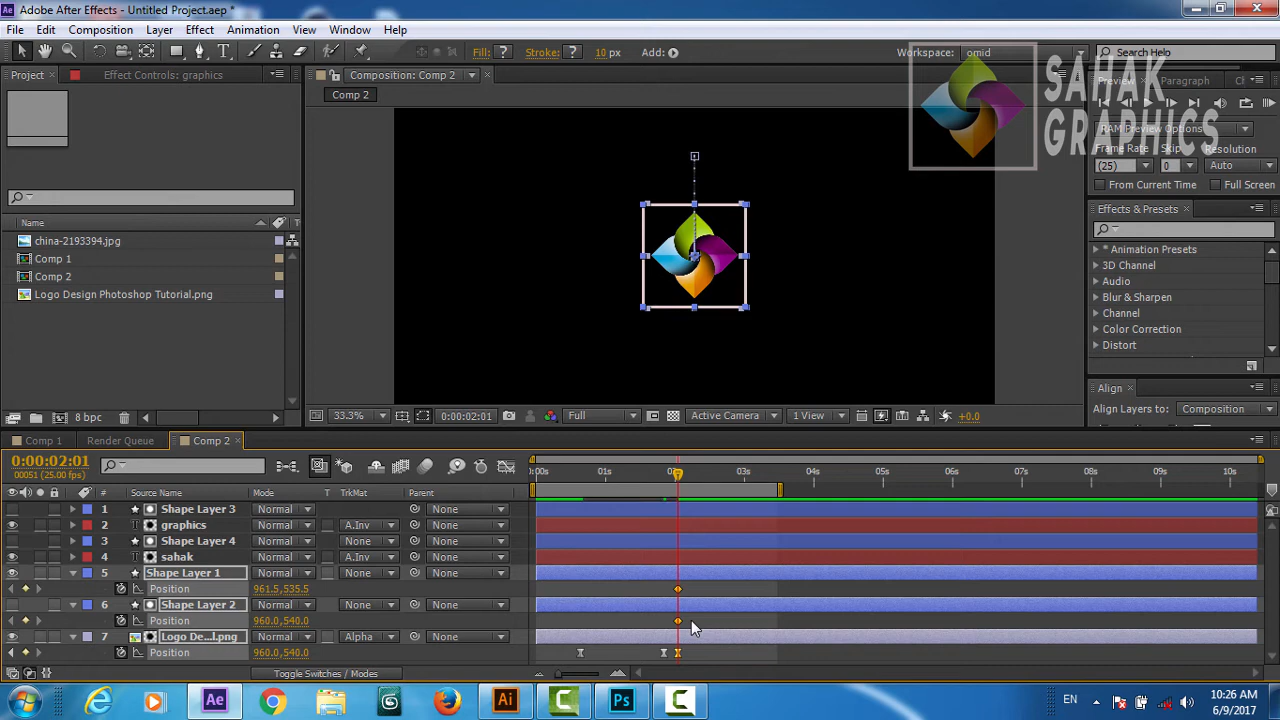 Adobe After Effects - Untitled Project.aep *
File Edit Composition Layer Effect Animation View Window Help
Fill: ? Stroke: ? 10 px Add:
Workspace: omid
Search Help
Project
Effect Controls: graphics
Composition: Comp 2
Comp 2
SAHAK
GRAPHICS
Preview Paragraph
RAM Preview Options
Frame Rate Skip Resolution
(25) 0 Auto
From Current Time Full Screen
Effects & Presets
* Animation Presets
3D Channel
Audio
Blur & Sharpen
Channel
Color Correction
Distort
Name
china-2193394.jpg
Comp 1
Comp 2
Logo Design Photoshop Tutorial.png
8 bpc
33.3% 0:00:02:01 Full Active Camera 1 View +0.0
Align
Align Layers to: Composition
Comp 1 Render Queue Comp 2
0:00:02:01
00051 (25.00 fps)
01s 03s 04s 05s 06s 07s 08s 09s 10s
# Source Name Mode T TrkMat Parent
1 Shape Layer 3 Normal None
2 T graphics Normal A.Inv None
3 Shape Layer 4 Normal None
4 T sahak Normal A.Inv None
5 Shape Layer 1 Normal None None
Position 961.5,535.5
6 Shape Layer 2 Normal None None
Position 960.0,540.0
7 Logo De...l.png Normal Alpha None
Position 960.0,540.0
Toggle Switches / Modes
Ae Ai Ps
EN
10:26 AM
6/9/2017